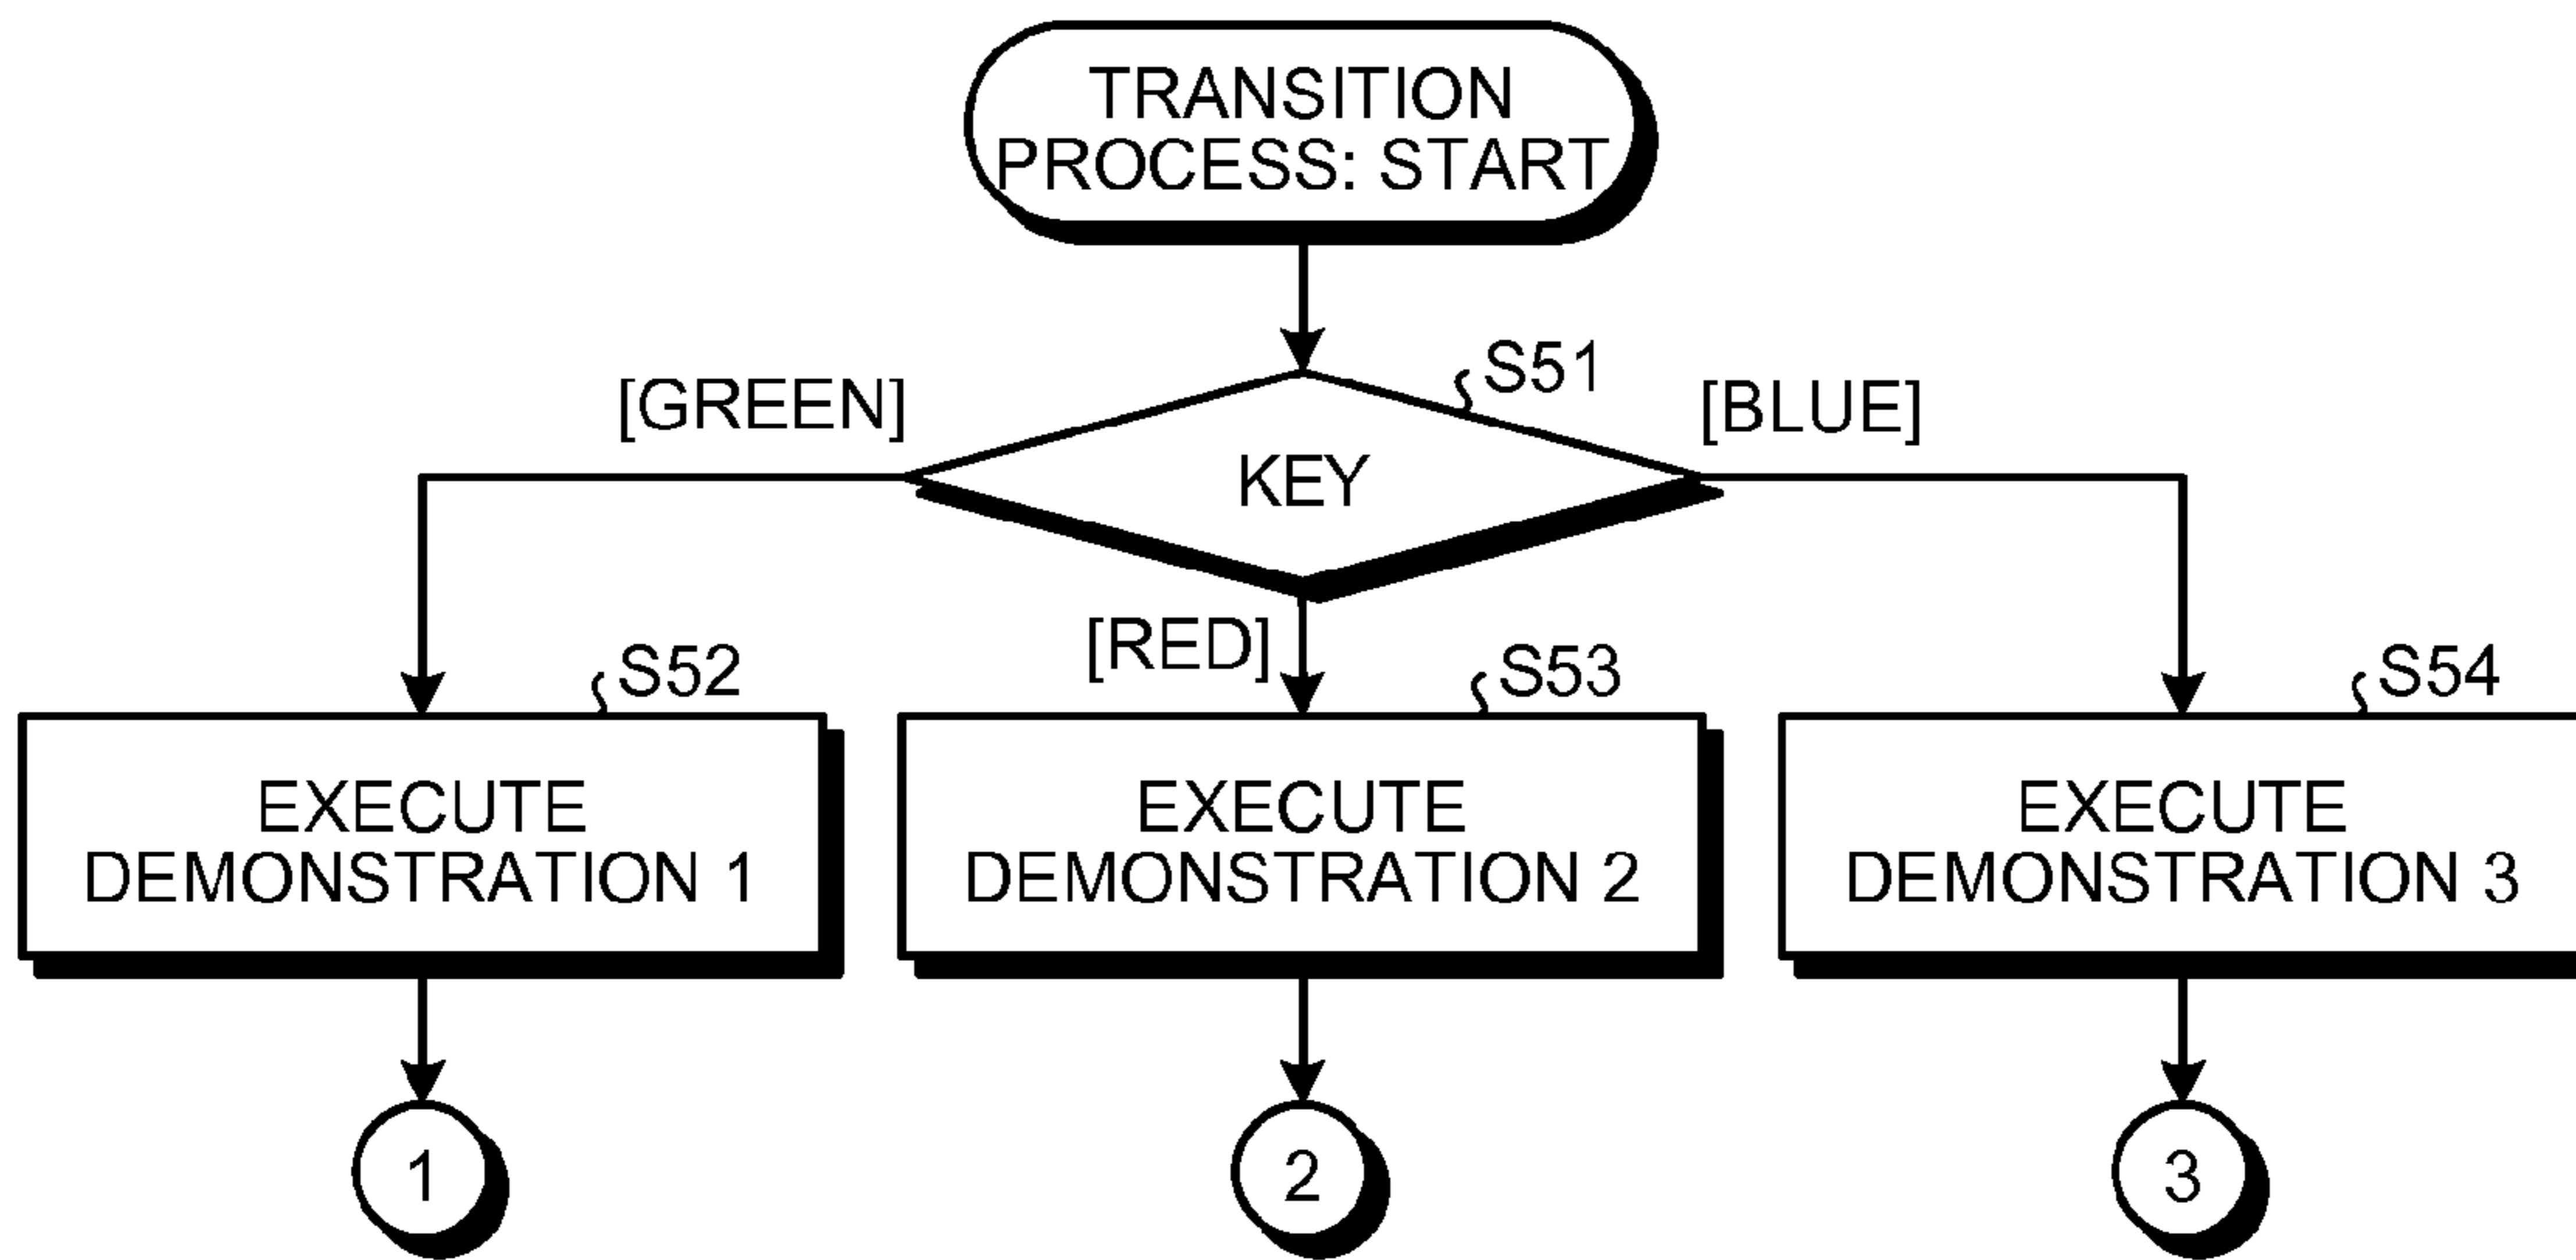 TRANSITION
PROCESS: START
S51
[GREEN]
[BLUE]
KEY
[RED]
S52
S53
S54
EXECUTE
DEMONSTRATION 1
EXECUTE
DEMONSTRATION 2
EXECUTE
DEMONSTRATION 3
1
2
3